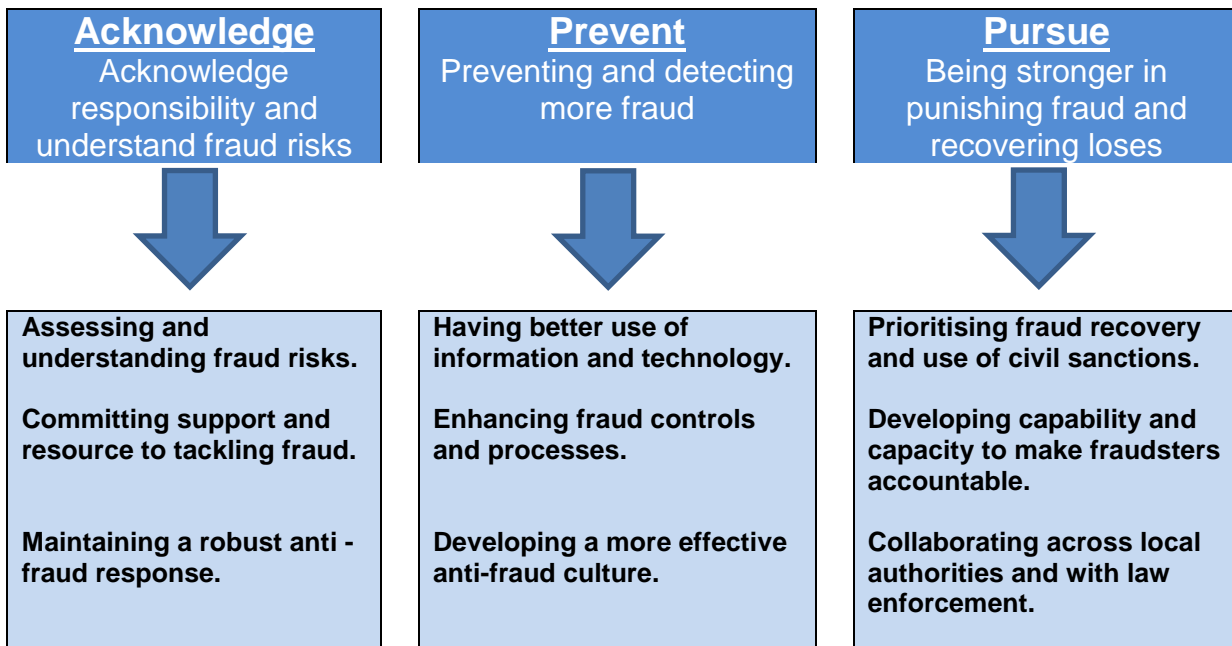 Acknowledge
Acknowledge
responsibility and
understand fraud risks
Prevent
Preventing and detecting
more fraud
Pursue
Being stronger in
punishing fraud and
recovering loses
Assessing and
understanding fraud risks.
Committing support and
resource to tackling fraud.
Maintaining a robust anti -
fraud response.
Having better use of
information and technology.
Enhancing fraud controls
and processes.
Developing a more effective
anti-fraud culture.
Prioritising fraud recovery
and use of civil sanctions.
Developing capability and
capacity to make fraudsters
accountable.
Collaborating across local
authorities and with law
enforcement.